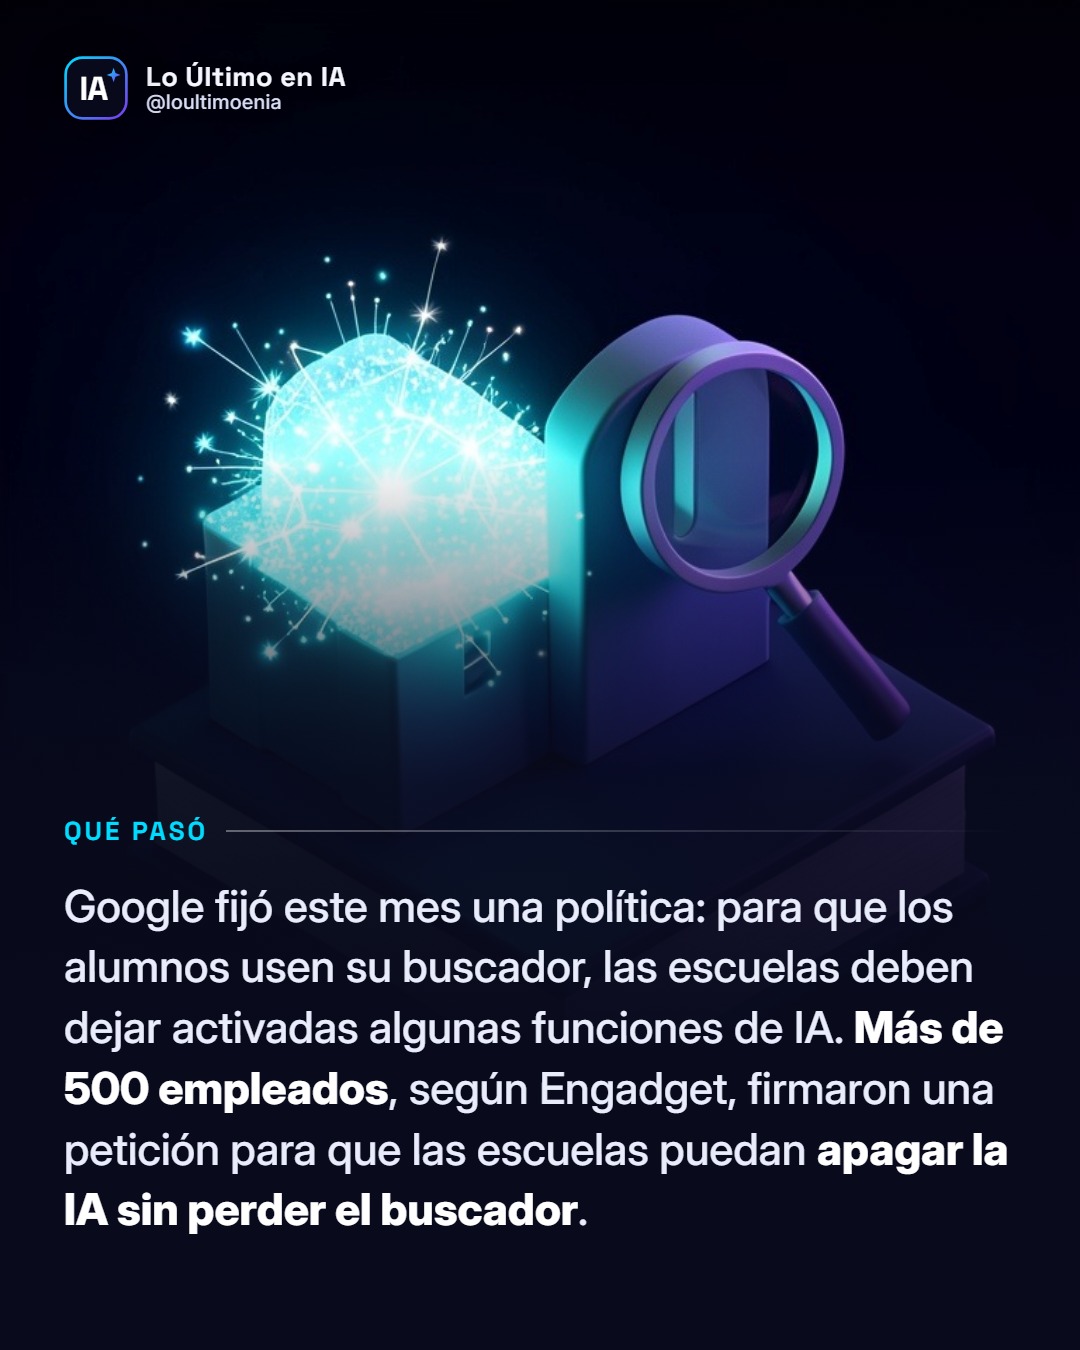 IA
Lo Último en IA
@loultimoenia
QUÉ PASÓ
Google fijó este mes una política: para que los
alumnos usen su buscador, las escuelas deben
dejar activadas algunas funciones de IA. Más de
500 empleados, según Engadget, firmaron una
petición para que las escuelas puedan apagar la
IA sin perder el buscador.